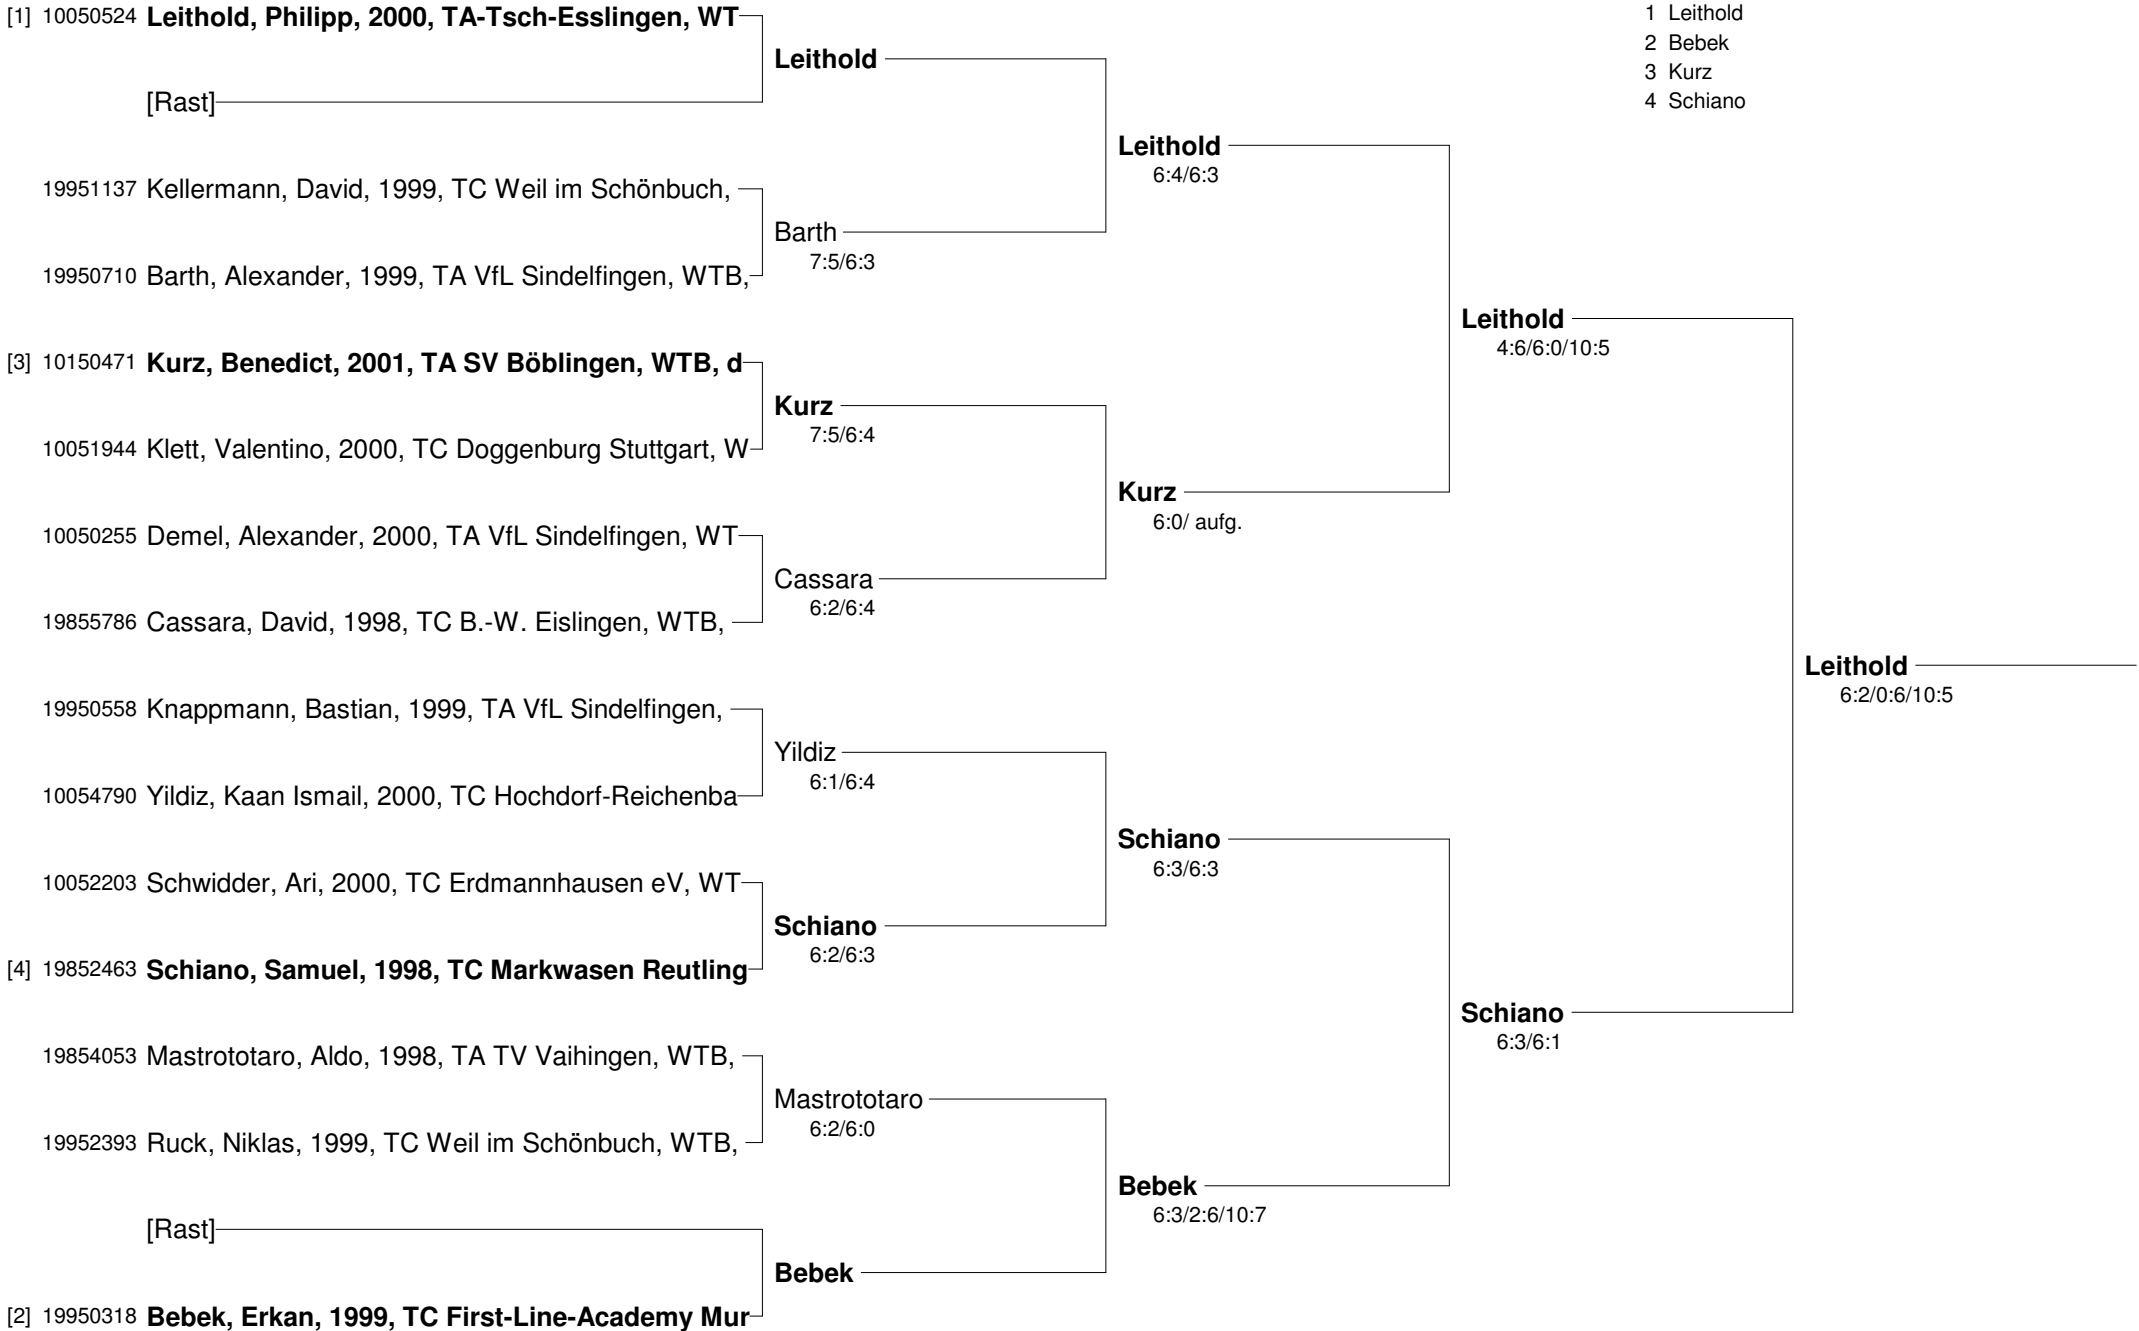 [1] 10050524 Leithold, Philipp, 2000, TA-Tsch-Esslingen, WT
1 Leithold
2 Bebek
3 Kurz
4 Schiano
Leithold
[Rast]
Leithold
6:4/6:3
19951137 Kellermann, David, 1999, TC Weil im Schönbuch,
Barth
7:5/6:3
19950710 Barth, Alexander, 1999, TA VfL Sindelfingen, WTB,
Leithold
4:6/6:0/10:5
[3] 10150471 Kurz, Benedict, 2001, TA SV Böblingen, WTB, d
Kurz
7:5/6:4
10051944 Klett, Valentino, 2000, TC Doggenburg Stuttgart, W
Kurz
6:0/ aufg.
10050255 Demel, Alexander, 2000, TA VfL Sindelfingen, WT
Cassara
6:2/6:4
19855786 Cassara, David, 1998, TC B.-W. Eislingen, WTB,
Leithold
6:2/0:6/10:5
19950558 Knappmann, Bastian, 1999, TA VfL Sindelfingen,
Yildiz
6:1/6:4
10054790 Yildiz, Kaan Ismail, 2000, TC Hochdorf-Reichenba
Schiano
6:3/6:3
10052203 Schwidder, Ari, 2000, TC Erdmannhausen eV, WT
Schiano
6:2/6:3
[4] 19852463 Schiano, Samuel, 1998, TC Markwasen Reutling
Schiano
6:3/6:1
19854053 Mastrototaro, Aldo, 1998, TA TV Vaihingen, WTB,
Mastrototaro
6:2/6:0
19952393 Ruck, Niklas, 1999, TC Weil im Schönbuch, WTB,
Bebek
6:3/2:6/10:7
[Rast]
Bebek
[2] 19950318 Bebek, Erkan, 1999, TC First-Line-Academy Mur